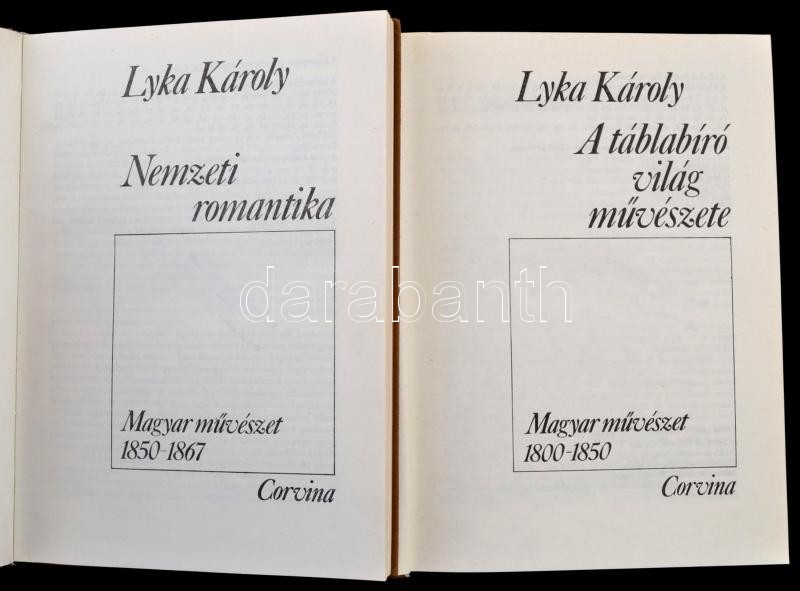 Lyka Károly
Nemzeti
romantika
Magyar művészet
1850-1867
Corvina
Lyka Károly
A táblabíró
világ
művészete
Magyar művészet
1800-1850
Corvina
darabanth